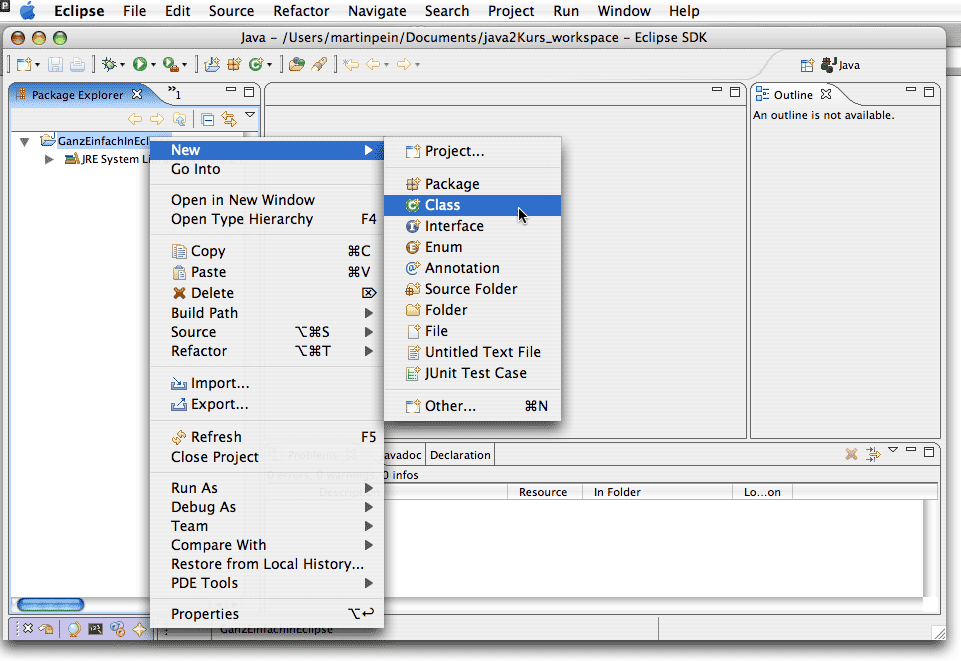 Eclipse File Edit Source Refactor Navigate Search Project Run Window Help
Java – /Users/martinpein/Documents/java2Kurs_workspace – Eclipse SDK
Java
Package Explorer
»1
Outline
An outline is not available.
GanzEinfachInEcl
JRE System Li
New
Go Into
Open in New Window
Open Type Hierarchy F4
Copy ⌘C
Paste ⌘V
Delete ⌦
Build Path
Source ⌥⌘S
Refactor ⌥⌘T
Import...
Export...
Refresh F5
Close Project
Run As
Debug As
Team
Compare With
Restore from Local History...
PDE Tools
Properties ⌥↩
Project...
Package
Class
Interface
Enum
Annotation
Source Folder
Folder
File
Untitled Text File
JUnit Test Case
Other... ⌘N
Problems avadoc Declaration
0 errors, 0 warnings, 0 infos
Description Resource In Folder Lo...on
GanzEinfachInEclipse